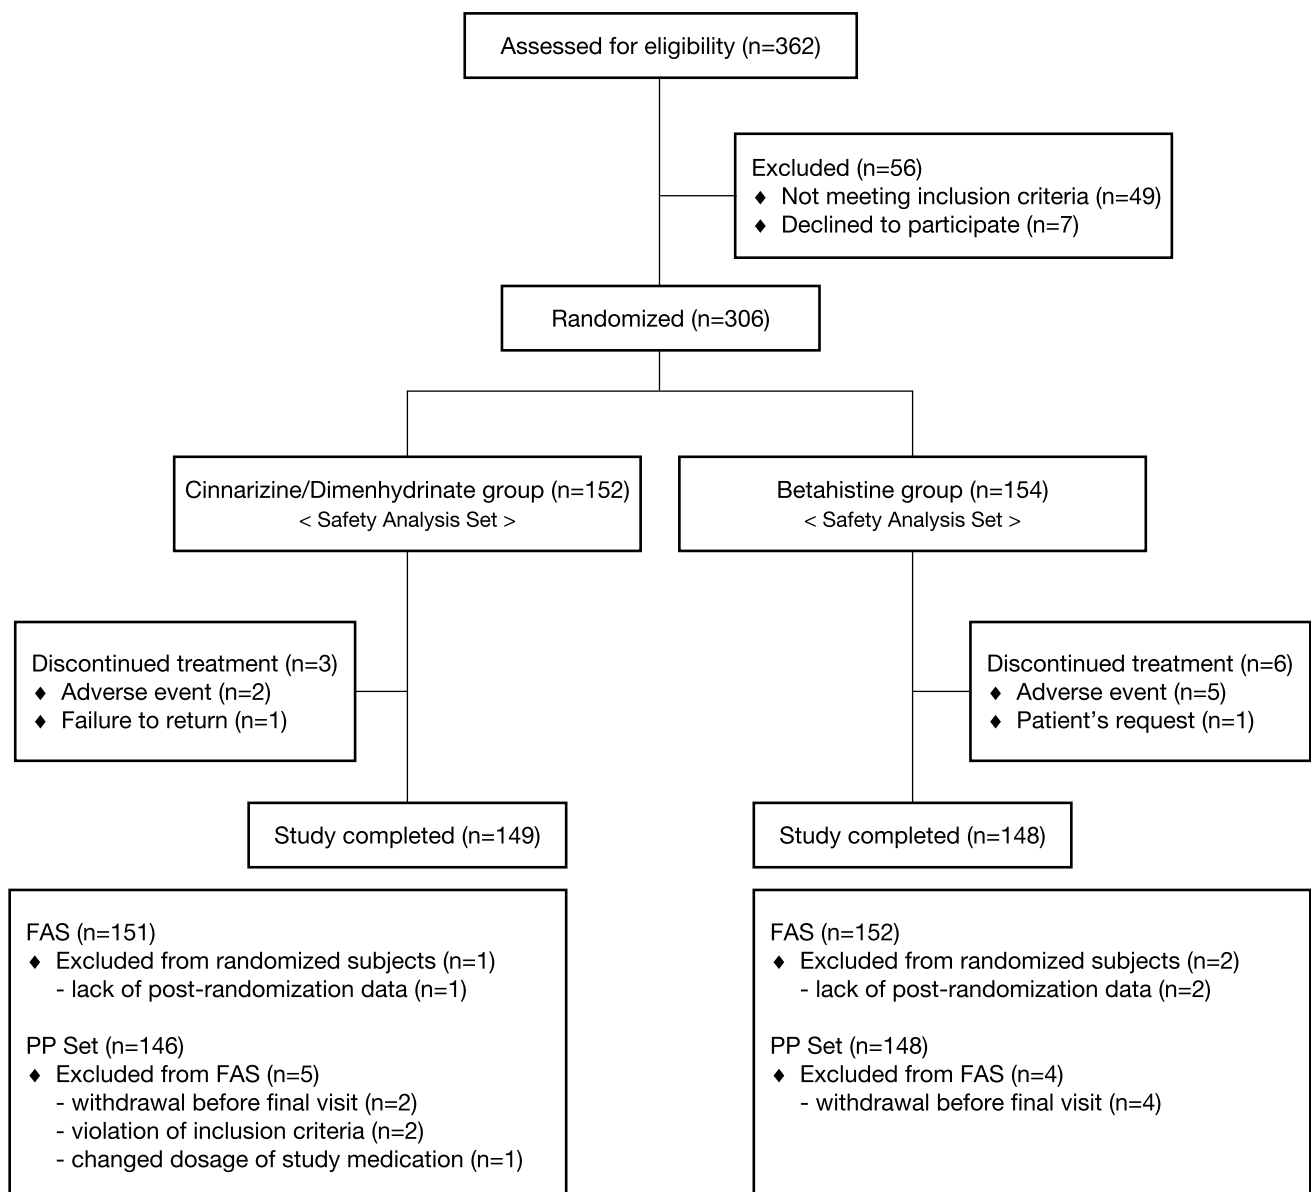 Assessed for eligibility (n=362)
Excluded (n=56)
♦ Not meeting inclusion criteria (n=49)
♦ Declined to participate (n=7)
Randomized (n=306)
Cinnarizine/Dimenhydrinate group (n=152)
< Safety Analysis Set >
Betahistine group (n=154)
< Safety Analysis Set >
Discontinued treatment (n=3)
♦ Adverse event (n=2)
♦ Failure to return (n=1)
Discontinued treatment (n=6)
♦ Adverse event (n=5)
♦ Patient’s request (n=1)
Study completed (n=149)
Study completed (n=148)
FAS (n=151)
♦ Excluded from randomized subjects (n=1)
- lack of post-randomization data (n=1)
PP Set (n=146)
♦ Excluded from FAS (n=5)
- withdrawal before final visit (n=2)
- violation of inclusion criteria (n=2)
- changed dosage of study medication (n=1)
FAS (n=152)
♦ Excluded from randomized subjects (n=2)
- lack of post-randomization data (n=2)
PP Set (n=148)
♦ Excluded from FAS (n=4)
- withdrawal before final visit (n=4)